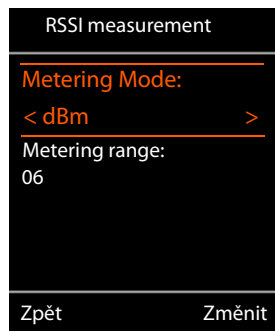 RSSI measurement
Metering Mode:
< dBm >
Metering range:
06
Zpět Změnit